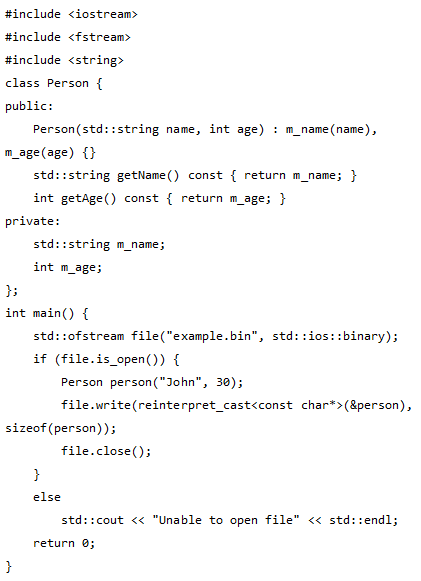 #include <iostream>
#include <fstream>
#include <string>
class Person {
public:
    Person(std::string name, int age) : m_name(name),
m_age(age) {}
    std::string getName() const { return m_name; }
    int getAge() const { return m_age; }
private:
    std::string m_name;
    int m_age;
};
int main() {
    std::ofstream file("example.bin", std::ios::binary);
    if (file.is_open()) {
        Person person("John", 30);
        file.write(reinterpret_cast<const char*>(&person),
sizeof(person));
        file.close();
    }
    else
        std::cout << "Unable to open file" << std::endl;
    return 0;
}